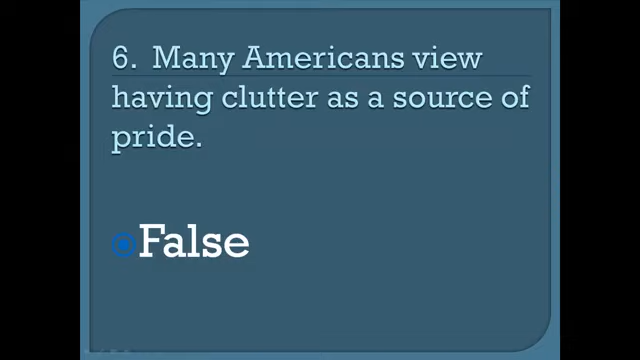 6. Many Americans view
having clutter as a source of
pride.
False